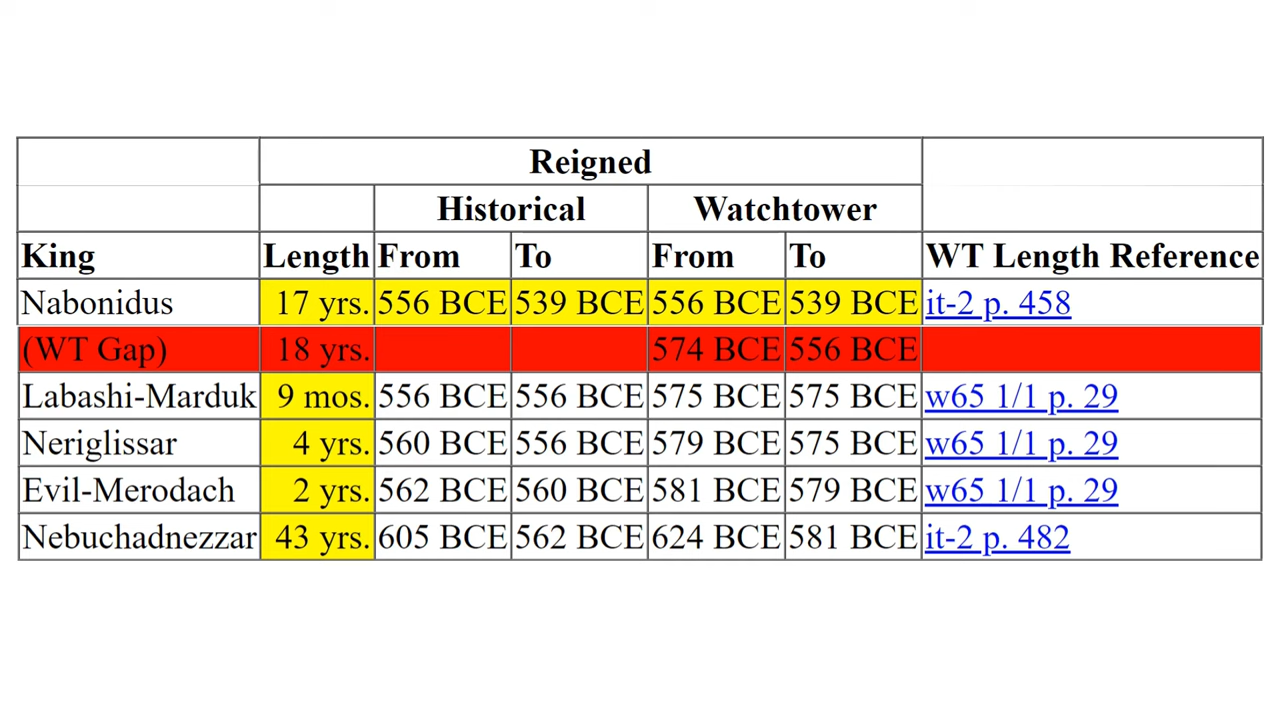 Reigned
Historical Watchtower
King Length From To From To WT Length Reference
Nabonidus 17 yrs. 556 BCE 539 BCE 556 BCE 539 BCE it-2 p. 458
(WT Gap) 18 yrs. 574 BCE 556 BCE
Labashi-Marduk 9 mos. 556 BCE 556 BCE 575 BCE 575 BCE w65 1/1 p. 29
Neriglissar 4 yrs. 560 BCE 556 BCE 579 BCE 575 BCE w65 1/1 p. 29
Evil-Merodach 2 yrs. 562 BCE 560 BCE 581 BCE 579 BCE w65 1/1 p. 29
Nebuchadnezzar 43 yrs. 605 BCE 562 BCE 624 BCE 581 BCE it-2 p. 482